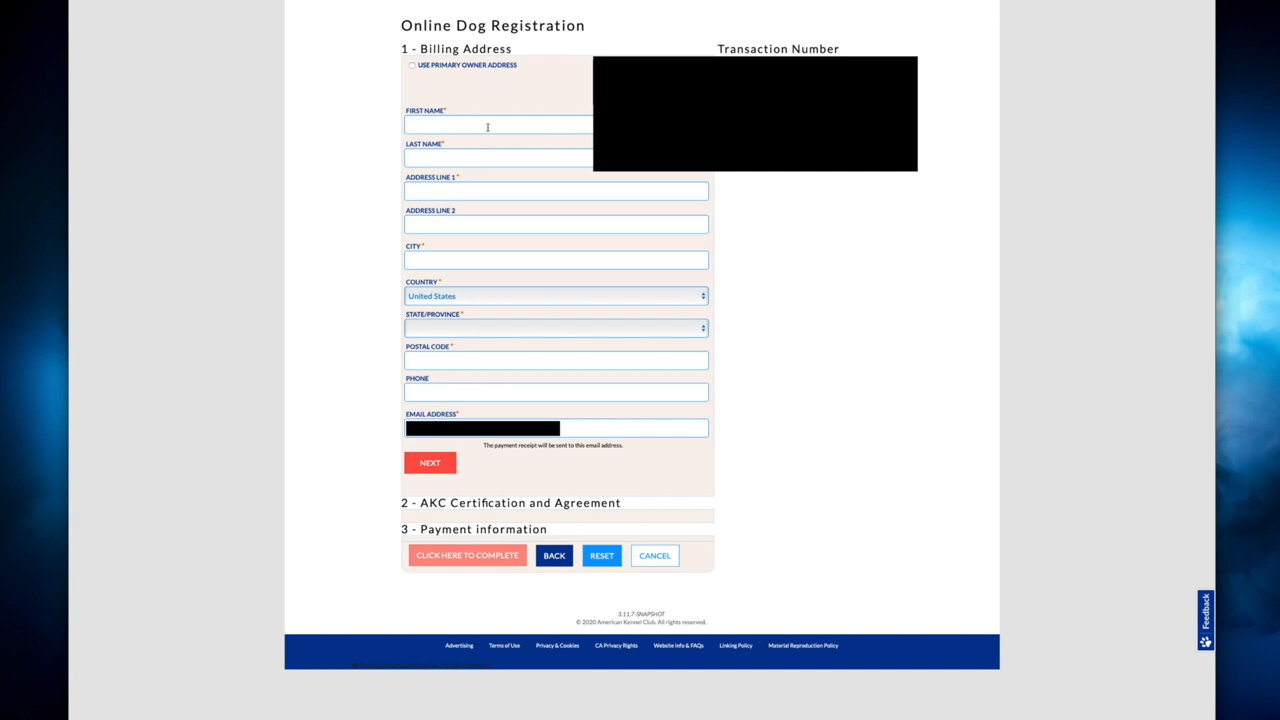 Online Dog Registration
1 - Billing Address
Transaction Number
USE PRIMARY OWNER ADDRESS
FIRST NAME*
LAST NAME*
ADDRESS LINE 1 *
ADDRESS LINE 2
CITY *
COUNTRY *
United States
STATE/PROVINCE *
POSTAL CODE *
PHONE
EMAIL ADDRESS*
The payment receipt will be sent to this email address.
NEXT
2 - AKC Certification and Agreement
3 - Payment information
CLICK HERE TO COMPLETE BACK RESET CANCEL
3.11.7-SNAPSHOT
© 2020 American Kennel Club. All rights reserved.
Advertising Terms of Use Privacy & Cookies CA Privacy Rights Website Info & FAQs Linking Policy Material Reproduction Policy
Feedback